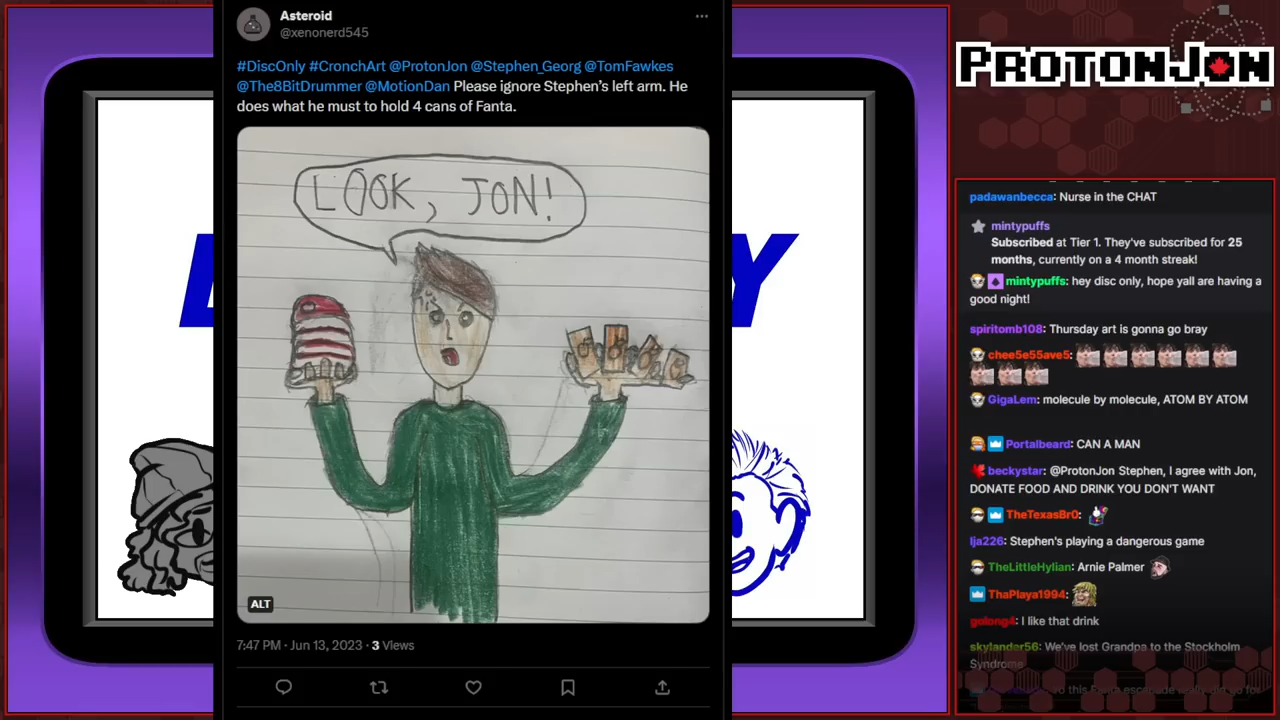 Asteroid
@xenonerd545
#DiscOnly #CronchArt @ProtonJon @Stephen_Georg @TomFawkes
@The8BitDrummer @MotionDan Please ignore Stephen's left arm. He
does what he must to hold 4 cans of Fanta.
LOOK, JON!
ALT
7:47 PM · Jun 13, 2023 · 3 Views
Y
PROTONJON
padawanbecca: Nurse in the CHAT
mintypuffs
Subscribed at Tier 1. They've subscribed for 25
months, currently on a 4 month streak!
mintypuffs: hey disc only, hope yall are having a
good night!
spiritomb108: Thursday art is gonna go bray
chee5e55ave5:
GigaLem: molecule by molecule, ATOM BY ATOM
Portalbeard: CAN A MAN
beckystar: @ProtonJon Stephen, I agree with Jon,
DONATE FOOD AND DRINK YOU DON'T WANT
TheTexasBr0:
lja226: Stephen's playing a dangerous game
TheLittleHylian: Arnie Palmer
ThaPlaya1994:
golong4: I like that drink
skylander56: We've lost Grandpa to the Stockholm
Syndrome